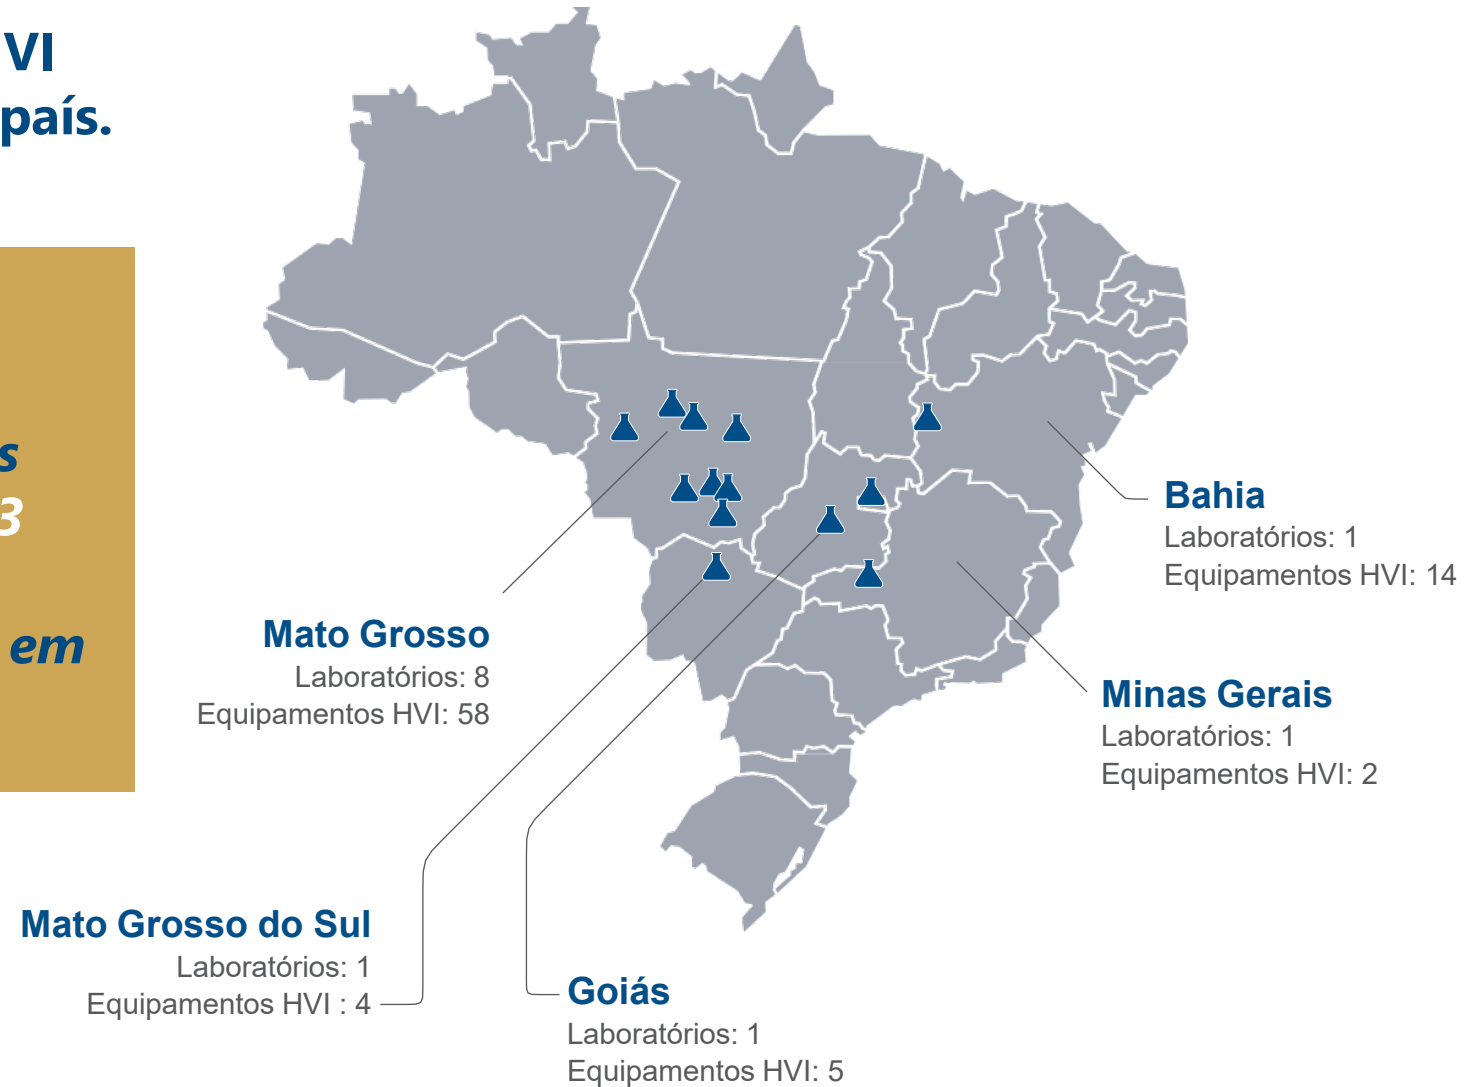 VI
país.
s
3
em
Bahia
Laboratórios: 1
Equipamentos HVI: 14
Mato Grosso
Laboratórios: 8
Equipamentos HVI: 58
Minas Gerais
Laboratórios: 1
Equipamentos HVI: 2
Mato Grosso do Sul
Laboratórios: 1
Equipamentos HVI : 4
Goiás
Laboratórios: 1
Equipamentos HVI: 5